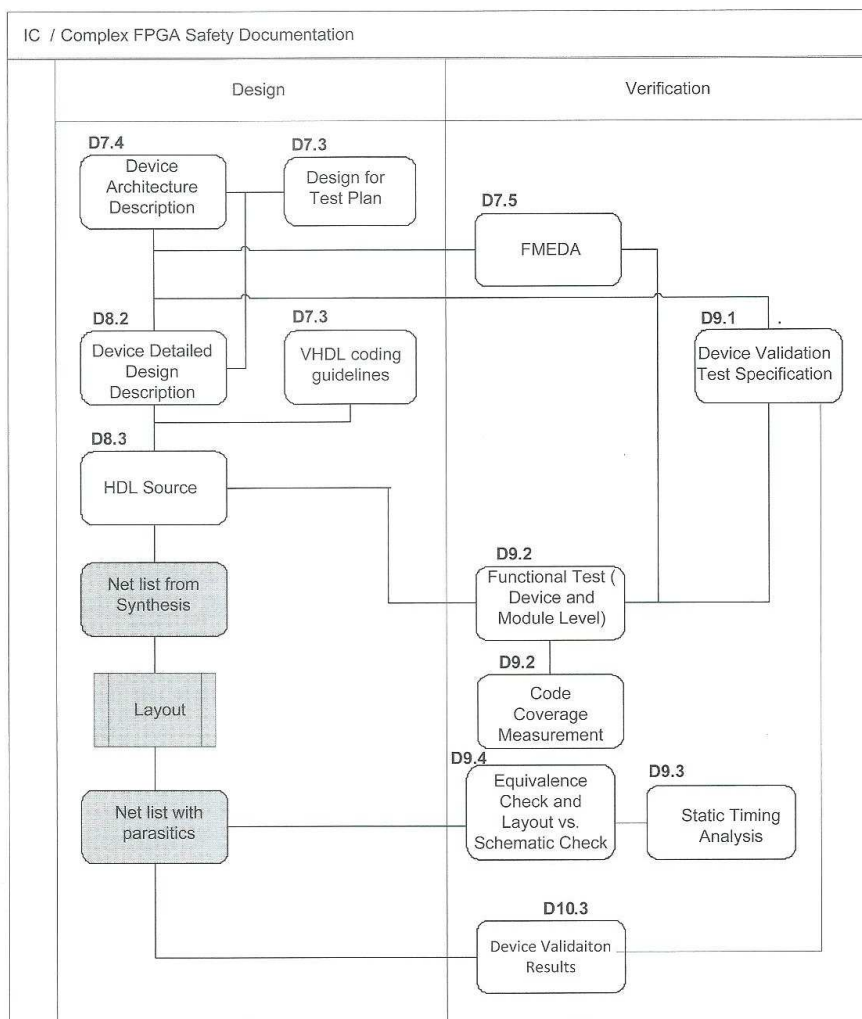 IC / Complex FPGA Safety Documentation
Design
Verification
D7.4
Device
Architecture
Description
D7.3
Design for
Test Plan
D7.5
FMEDA
D8.2
Device Detailed
Design
Description
D7.3
VHDL coding
guidelines
D9.1
Device Validation
Test Specification
D8.3
HDL Source
Net list from
Synthesis
D9.2
Functional Test (
Device and
Module Level)
Layout
D9.2
Code
Coverage
Measurement
Net list with
parasitics
D9.4
Equivalence
Check and
Layout vs.
Schematic Check
D9.3
Static Timing
Analysis
D10.3
Device Validaiton
Results